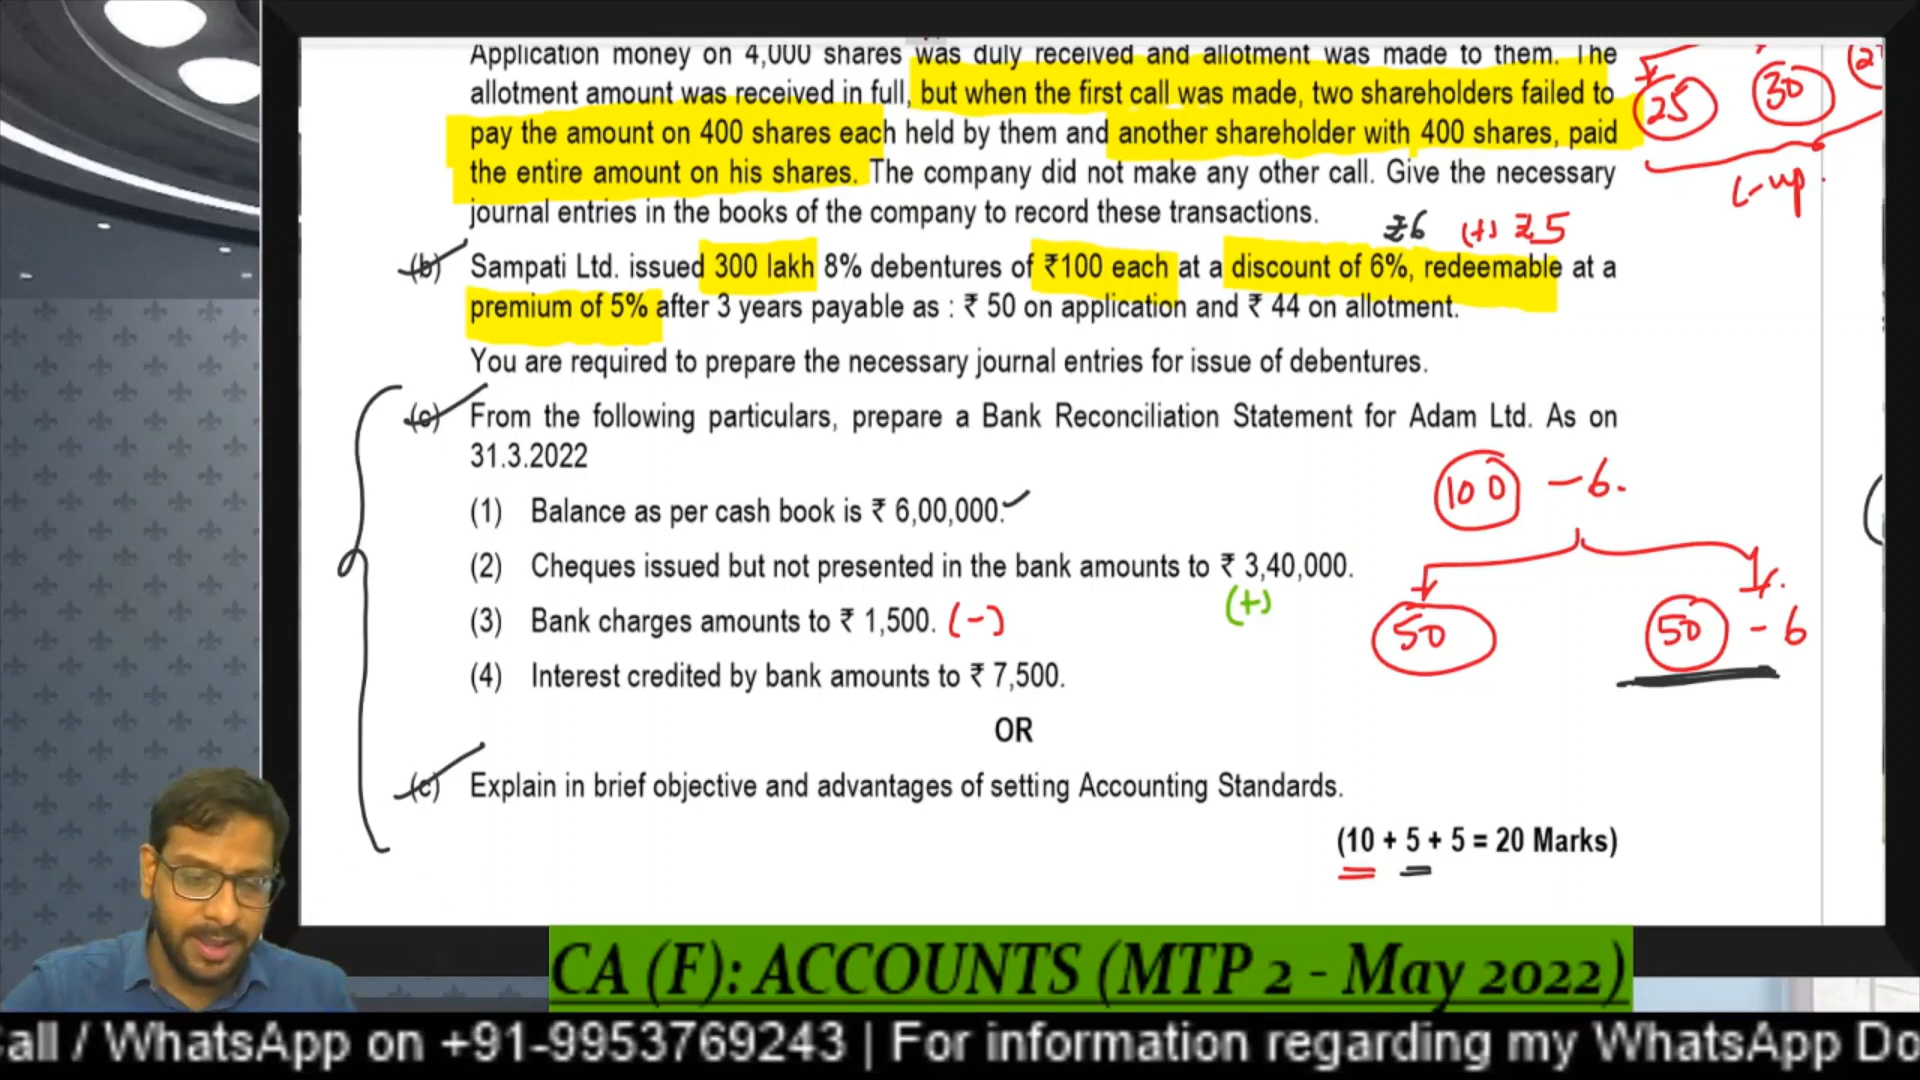 Application money on 4,000 shares was duly received and allotment was made to them. The
allotment amount was received in full, but when the first call was made, two shareholders failed to
pay the amount on 400 shares each held by them and another shareholder with 400 shares, paid
the entire amount on his shares. The company did not make any other call. Give the necessary
journal entries in the books of the company to record these transactions.
25 30
₹6 (+) ₹5
(b) Sampati Ltd. issued 300 lakh 8% debentures of ₹100 each at a discount of 6%, redeemable at a
premium of 5% after 3 years payable as : ₹ 50 on application and ₹ 44 on allotment.
You are required to prepare the necessary journal entries for issue of debentures.
(c) From the following particulars, prepare a Bank Reconciliation Statement for Adam Ltd. As on
31.3.2022
(1) Balance as per cash book is ₹ 6,00,000.
(2) Cheques issued but not presented in the bank amounts to ₹ 3,40,000.
(+)
(3) Bank charges amounts to ₹ 1,500. (-)
(4) Interest credited by bank amounts to ₹ 7,500.
100 - 6.
50 50 - 6
OR
(c) Explain in brief objective and advantages of setting Accounting Standards.
(10 + 5 + 5 = 20 Marks)
CA (F): ACCOUNTS (MTP 2 - May 2022)
all / WhatsApp on +91-9953769243 | For information regarding my WhatsApp Do